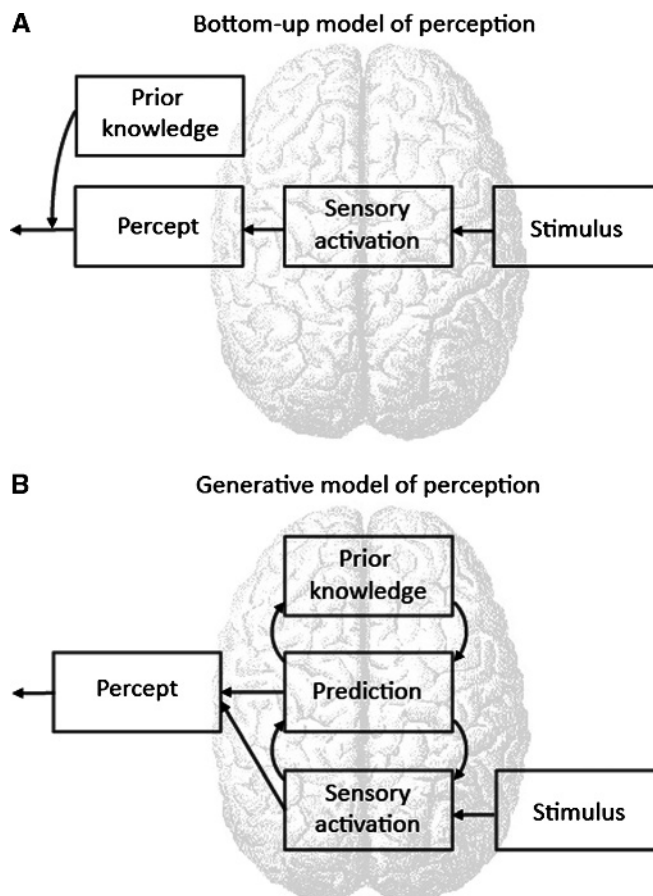 A
Bottom-up model of perception
Prior
knowledge
Percept
Sensory
activation
Stimulus
B
Generative model of perception
Prior
knowledge
Percept
Prediction
Sensory
activation
Stimulus